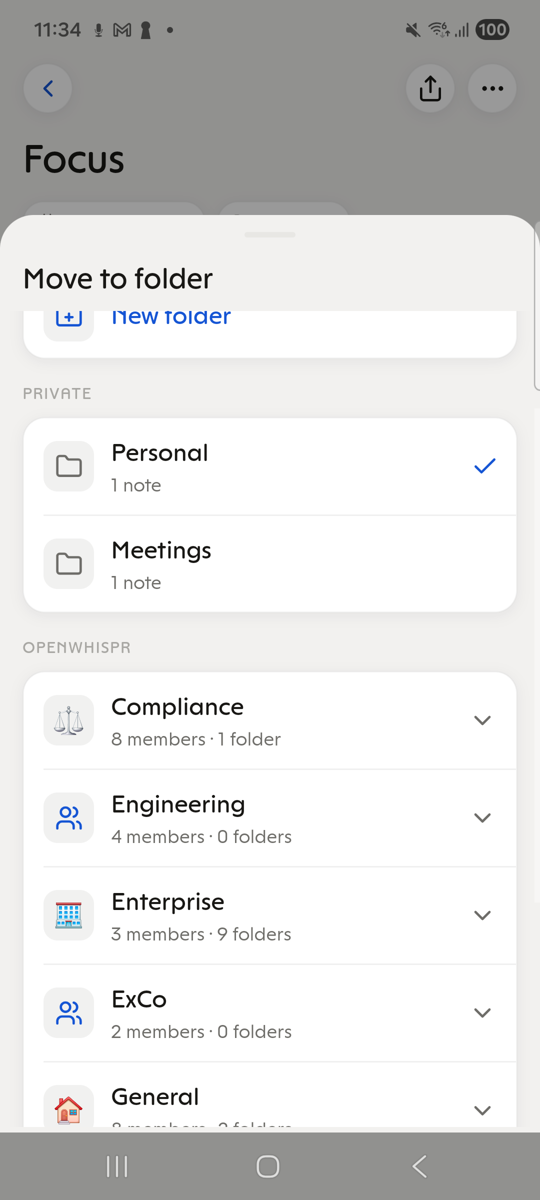 11:34
100
Focus
Move to folder
New folder
PRIVATE
Personal
1 note
Meetings
1 note
OPENWHISPR
Compliance
8 members · 1 folder
Engineering
4 members · 0 folders
Enterprise
3 members · 9 folders
ExCo
2 members · 0 folders
General